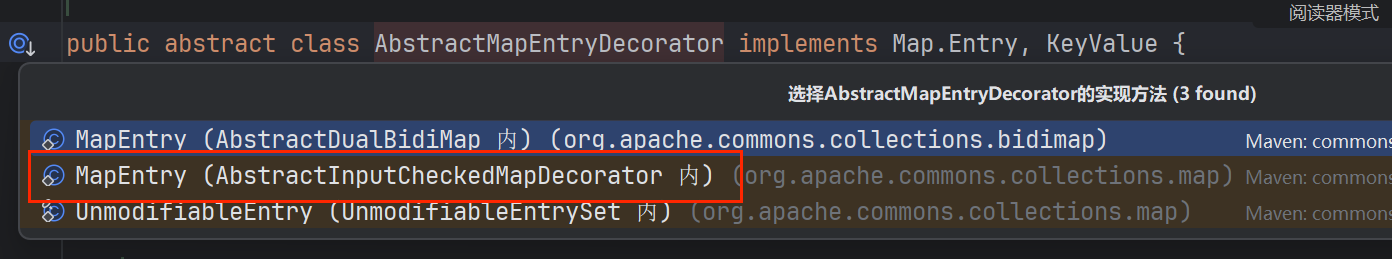 阅读器模式
public abstract class AbstractMapEntryDecorator implements Map.Entry, KeyValue {
选择AbstractMapEntryDecorator的实现方法 (3 found)
MapEntry (AbstractDualBidiMap 内) (org.apache.commons.collections.bidimap) Maven: commons
MapEntry (AbstractInputCheckedMapDecorator 内) (org.apache.commons.collections.map) Maven: commons
UnmodifiableEntry (UnmodifiableEntrySet 内) (org.apache.commons.collections.map) Maven: commons